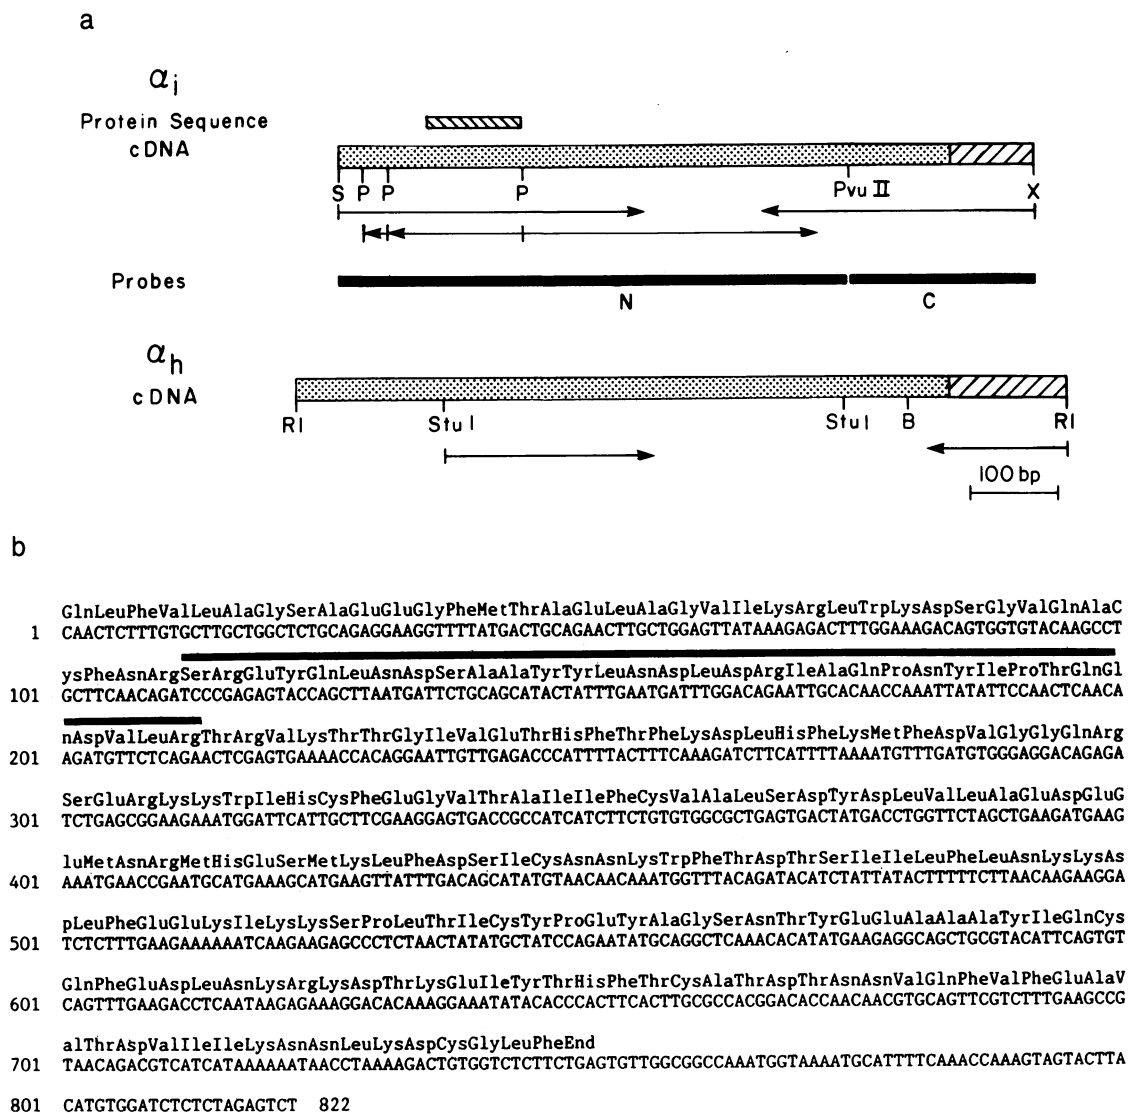 a
αi
Protein Sequence
cDNA
S P P P Pvu II X
Probes
N C
αh
cDNA
RI Stu I Stu I B RI
100 bp
b
GlnLeuPheValLeuAlaGlySerAlaGluGluGlyPheMetThrAlaGluLeuAlaGlyValIleLysArgLeuTrpLysAspSerGlyValGlnAlaC
1 CAACTCTTTGTGCTTGCTGGCTCTGCAGAGGAAGGTTTTATGACTGCAGAACTTGCTGGAGTTATAAAGAGACTTTGGAAAGACAGTGGTGTACAAGCCT
ysPheAsnArgSerArgGluTyrGlnLeuAsnAspSerAlaAlaTyrTyrLeuAsnAspLeuAspArgIleAlaGlnProAsnTyrIleProThrGlnGl
101 GCTTCAACAGATCCCGAGAGTACCAGCTTAATGATTCTGCAGCATACTATTTGAATGATTTGGACAGAATTGCACAACCAAATTATATTCCAACTCAACA
nAspValLeuArgThrArgValLysThrThrGlyIleValGluThrHisPheThrPheLysAspLeuHisPheLysMetPheAspValGlyGlyGlnArg
201 AGATGTTCTCAGAACTCGAGTGAAAACCACAGGAATTGTTGAGACCCATTTTACTTTCAAAGATCTTCATTTTAAAATGTTTGATGTGGGAGGACAGAGA
SerGluArgLysLysTrpIleHisCysPheGluGlyValThrAlaIleIlePheCysValAlaLeuSerAspTyrAspLeuValLeuAlaGluAspGluG
301 TCTGAGCGGAAGAAATGGATTCATTGCTTCGAAGGAGTGACCGCCATCATCTTCTGTGTGGCGCTGAGTGACTATGACCTGGTTCTAGCTGAAGATGAAG
luMetAsnArgMetHisGluSerMetLysLeuPheAspSerIleCysAsnAsnLysTrpPheThrAspThrSerIleIleLeuPheLeuAsnLysLysAs
401 AAATGAACCGAATGCATGAAAGCATGAAGTTATTTGACAGCATATGTAACAACAAATGGTTTACAGATACATCTATTATACTTTTTCTTAACAAGAAGGA
pLeuPheGluGluLysIleLysLysSerProLeuThrIleCysTyrProGluTyrAlaGlySerAsnThrTyrGluGluAlaAlaAlaTyrIleGlnCys
501 TCTCTTTGAAGAAAAAATCAAGAAGAGCCCTCTAACTATATGCTATCCAGAATATGCAGGCTCAAACACATATGAAGAGGCAGCTGCGTACATTCAGTGT
GlnPheGluAspLeuAsnLysArgLysAspThrLysGluIleTyrThrHisPheThrCysAlaThrAspThrAsnAsnValGlnPheValPheGluAlaV
601 CAGTTTGAAGACCTCAATAAGAGAAAGGACACAAAGGAAATATACACCCACTTCACTTGCGCCACGGACACCAACAACGTGCAGTTCGTCTTTGAAGCCG
alThrAspValIleIleLysAsnAsnLeuLysAspCysGlyLeuPheEnd
701 TAACAGACGTCATCATAAAAAATAACCTAAAAGACTGTGGTCTCTTCTGAGTGTTGGCGGCCAAATGGTAAAATGCATTTTCAAACCAAAGTAGTACTTA
801 CATGTGGATCTCTCTAGAGTCT 822